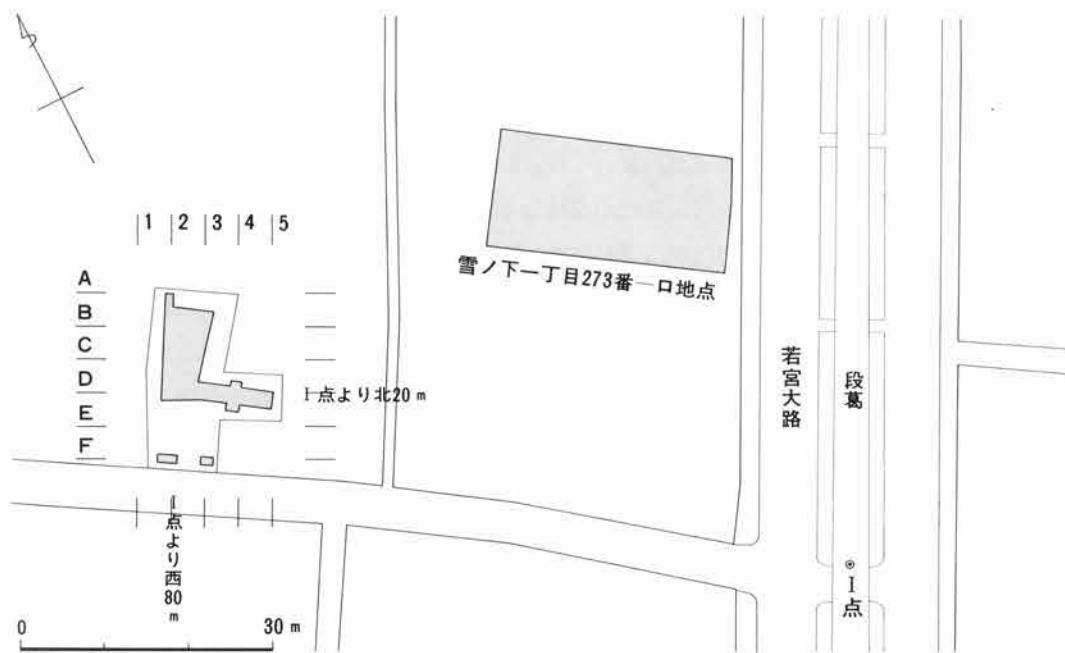 1 2 3 4 5
A
B
C
D
E
F
雪ノ下一丁目273番一ロ地点
I点より北20m
若宮大路
段葛
I点より西80m
I点
0 30m